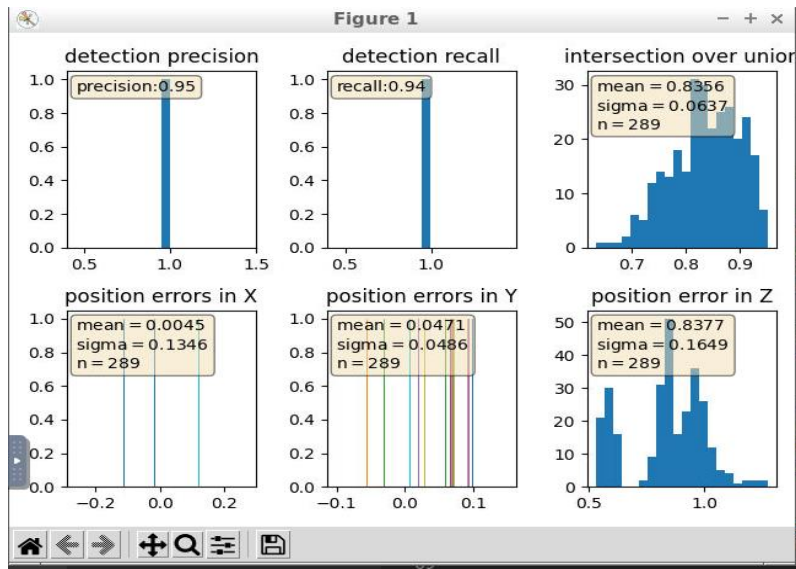 Figure 1
detection precision
precision:0.95
1.0
0.8
0.6
0.4
0.2
0.0
0.5 1.0 1.5
detection recall
recall:0.94
1.0
0.8
0.6
0.4
0.2
0.0
0.5 1.0
intersection over union
mean = 0.8356
sigma = 0.0637
n = 289
30
20
10
0
0.7 0.8 0.9
position errors in X
mean = 0.0045
sigma = 0.1346
n = 289
1.0
0.8
0.6
0.4
0.2
0.0
−0.2 0.0 0.2
position errors in Y
mean = 0.0471
sigma = 0.0486
n = 289
1.0
0.8
0.6
0.4
0.2
0.0
−0.1 0.0 0.1
position error in Z
mean = 0.8377
sigma = 0.1649
n = 289
50
40
30
20
10
0
0.5 1.0